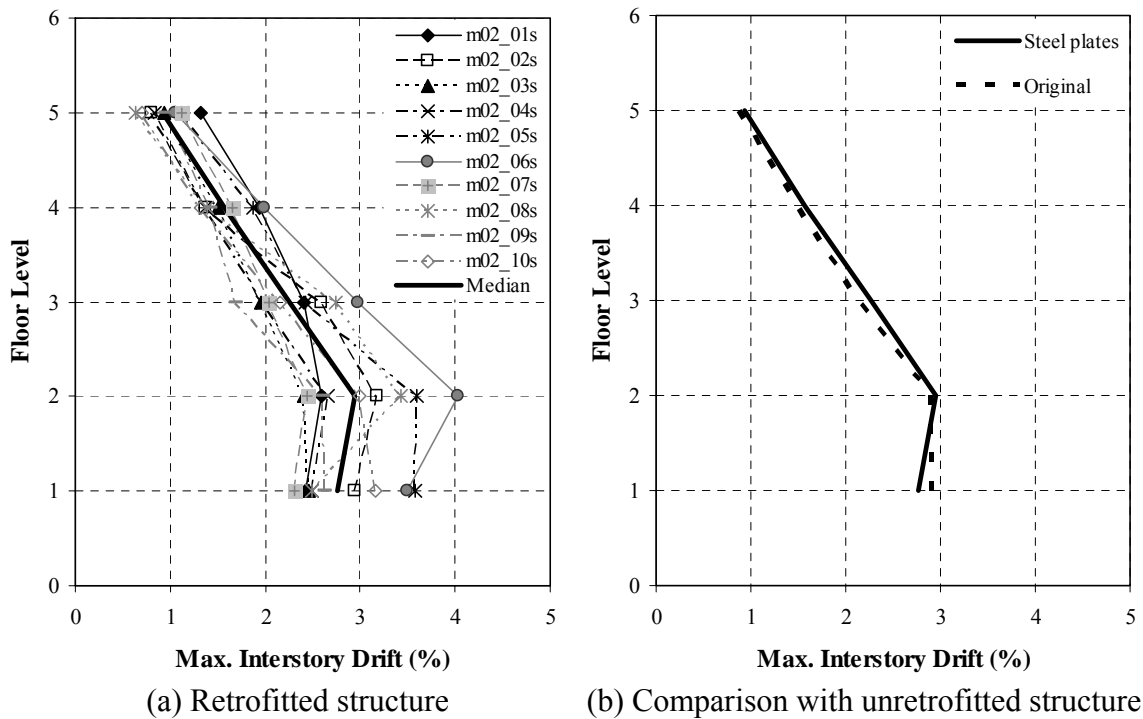 6
5
4
3
2
1
0
0 1 2 3 4 5
Floor Level
Max. Interstory Drift (%)
m02_01s
m02_02s
m02_03s
m02_04s
m02_05s
m02_06s
m02_07s
m02_08s
m02_09s
m02_10s
Median
(a) Retrofitted structure
6
5
4
3
2
1
0
0 1 2 3 4 5
Floor Level
Max. Interstory Drift (%)
Steel plates
Original
(b) Comparison with unretrofitted structure